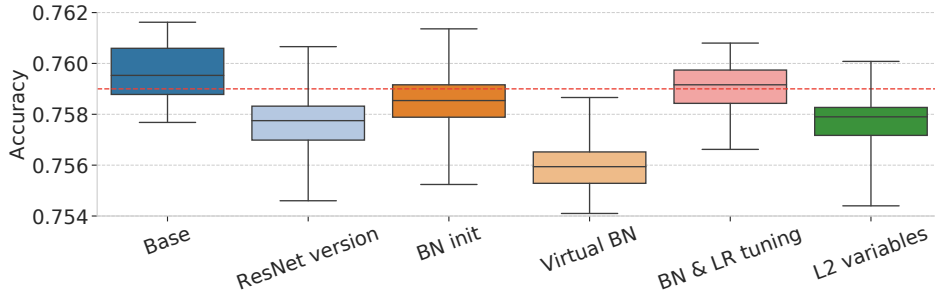 0.762
0.760
0.758
0.756
0.754
Accuracy
Base
ResNet version
BN init
Virtual BN
BN & LR tuning
L2 variables